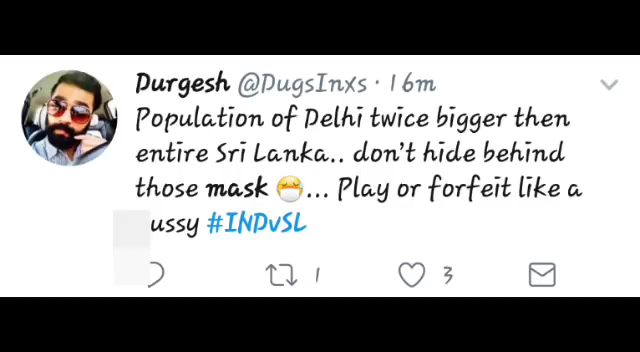 Durgesh @DugsInxs · 16m
Population of Delhi twice bigger then
entire Sri Lanka.. don't hide behind
those mask 😷... Play or forfeit like a
ussy #INDvSL
1 3